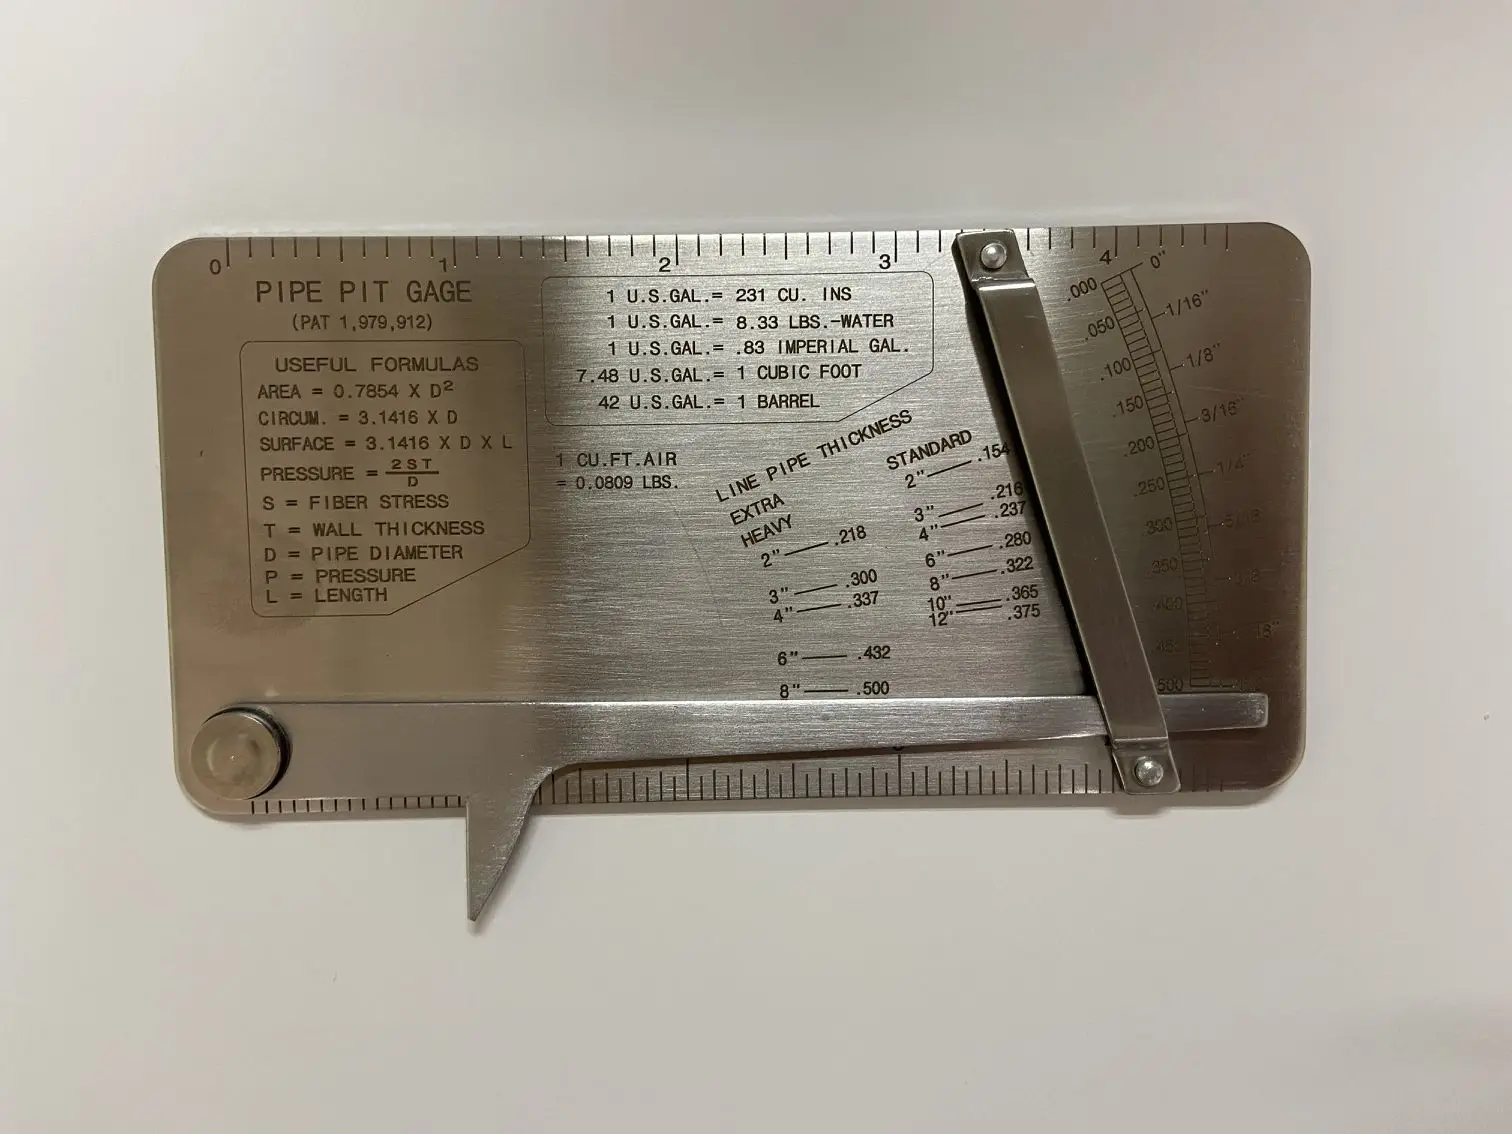 0 1 2 3 4
PIPE PIT GAGE
(PAT 1,979,912)
USEFUL FORMULAS
AREA = 0.7854 X D²
CIRCUM. = 3.1416 X D
SURFACE = 3.1416 X D X L
PRESSURE = 2ST/D
S = FIBER STRESS
T = WALL THICKNESS
D = PIPE DIAMETER
P = PRESSURE
L = LENGTH
1 U.S.GAL.= 231 CU. INS
1 U.S.GAL.= 8.33 LBS.-WATER
1 U.S.GAL.= .83 IMPERIAL GAL.
7.48 U.S.GAL.= 1 CUBIC FOOT
42 U.S.GAL.= 1 BARREL
1 CU.FT.AIR
= 0.0809 LBS.
LINE PIPE THICKNESS
EXTRA
HEAVY
2" .218
3" .300
4" .337
6" .432
8" .500
STANDARD
2" .154
3" .216
4" .237
6" .280
8" .322
10" .365
12" .375
.000 0"
.050 1/16"
.100 1/8"
.150 3/16"
.200 1/4"
.250
300
350